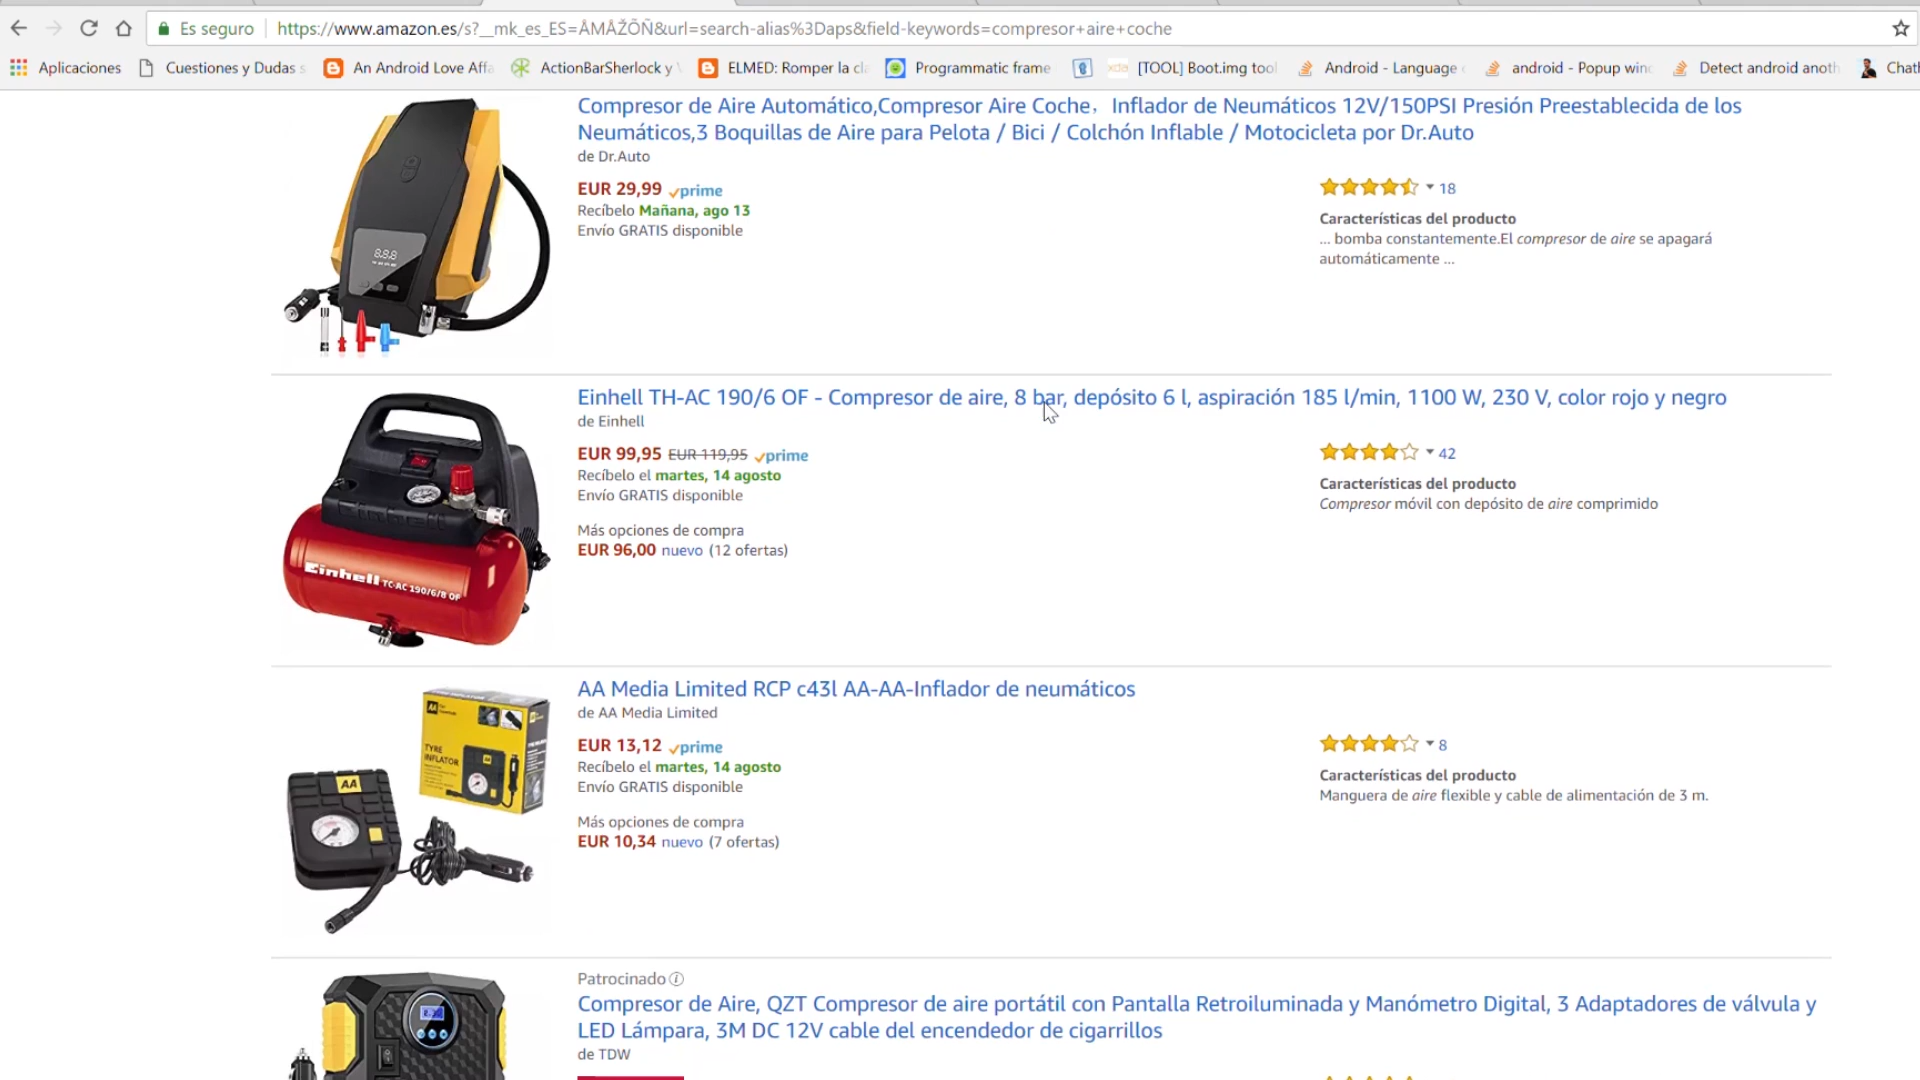 Es seguro https://www.amazon.es/s?__mk_es_ES=ÅMÅŽÕÑ&url=search-alias%3Daps&field-keywords=compresor+aire+coche
Aplicaciones Cuestiones y Dudas An Android Love Affa ActionBarSherlock y ELMED: Romper la cl Programmatic frame [TOOL] Boot.img tool Android - Language android - Popup win Detect android anoth Chath
Compresor de Aire Automático,Compresor Aire Coche，Inflador de Neumáticos 12V/150PSI Presión Preestablecida de los
Neumáticos,3 Boquillas de Aire para Pelota / Bici / Colchón Inflable / Motocicleta por Dr.Auto
de Dr.Auto
EUR 29,99 prime
18
Recíbelo Mañana, ago 13
Envío GRATIS disponible
Características del producto
... bomba constantemente.El compresor de aire se apagará
automáticamente ...
Einhell TH-AC 190/6 OF - Compresor de aire, 8 bar, depósito 6 l, aspiración 185 l/min, 1100 W, 230 V, color rojo y negro
de Einhell
EUR 99,95 EUR 119,95 prime
42
Recíbelo el martes, 14 agosto
Envío GRATIS disponible
Características del producto
Compresor móvil con depósito de aire comprimido
Más opciones de compra
EUR 96,00 nuevo (12 ofertas)
Einhell TC-AC 190/6/8 OF
AA Media Limited RCP c43l AA-AA-Inflador de neumáticos
de AA Media Limited
EUR 13,12 prime
8
Recíbelo el martes, 14 agosto
Envío GRATIS disponible
Características del producto
Manguera de aire flexible y cable de alimentación de 3 m.
Más opciones de compra
EUR 10,34 nuevo (7 ofertas)
AA
TYRE
INFLATOR
AA
Patrocinado
Compresor de Aire, QZT Compresor de aire portátil con Pantalla Retroiluminada y Manómetro Digital, 3 Adaptadores de válvula y
LED Lámpara, 3M DC 12V cable del encendedor de cigarrillos
de TDW